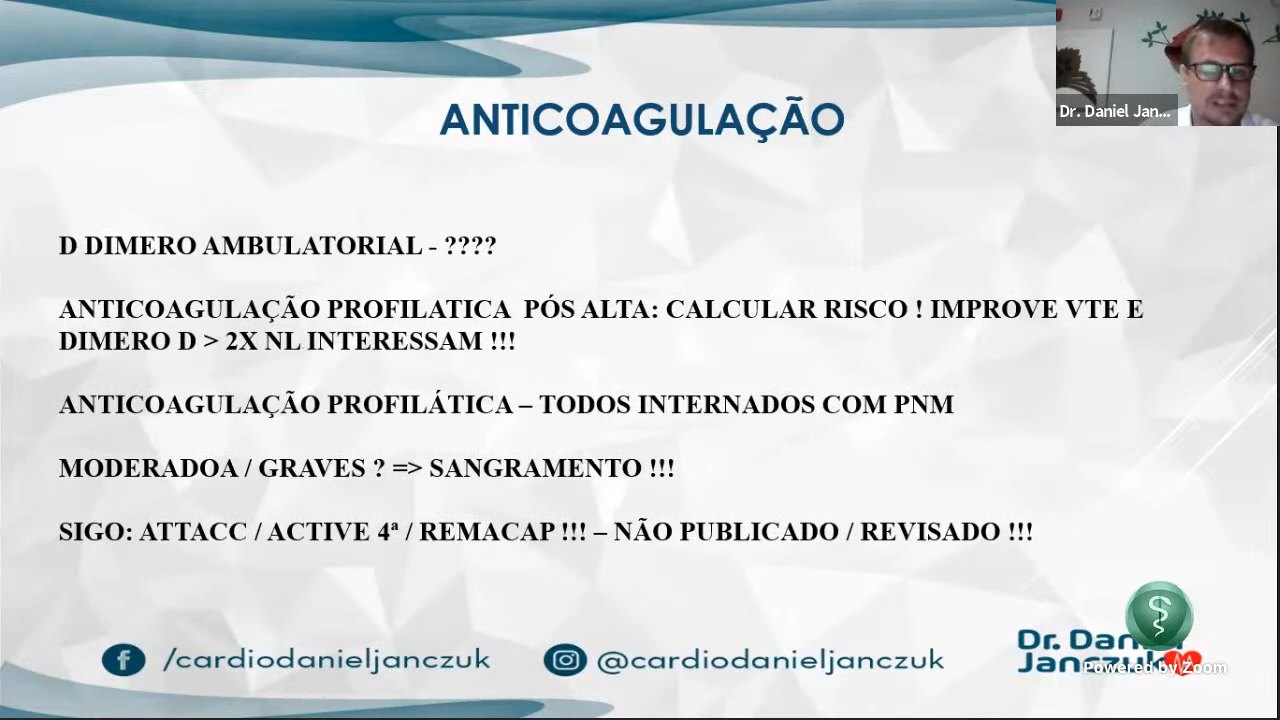 ANTICOAGULAÇÃO
Dr. Daniel Jan...
D DIMERO AMBULATORIAL - ????
ANTICOAGULAÇÃO PROFILATICA PÓS ALTA: CALCULAR RISCO ! IMPROVE VTE E
DIMERO D > 2X NL INTERESSAM !!!
ANTICOAGULAÇÃO PROFILÁTICA – TODOS INTERNADOS COM PNM
MODERADOA / GRAVES ? => SANGRAMENTO !!!
SIGO: ATTACC / ACTIVE 4ª / REMACAP !!! – NÃO PUBLICADO / REVISADO !!!
/cardiodanieljanczuk
@cardiodanieljanczuk
Dr.
Powered by Zoom